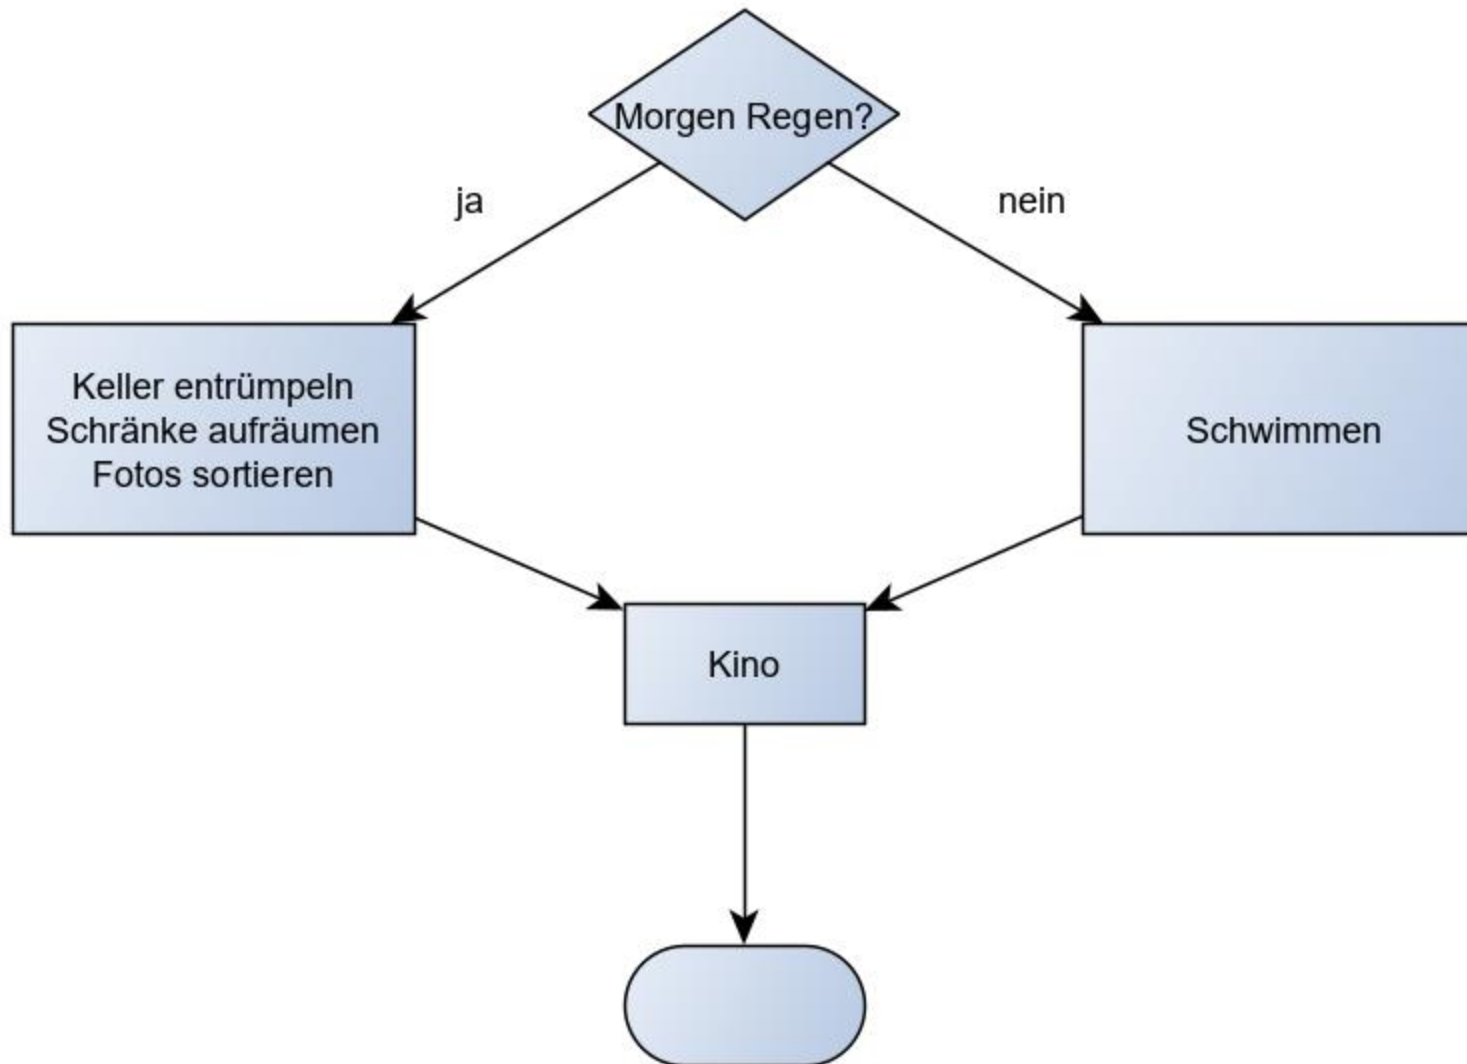 Morgen Regen?
ja
nein
Keller entrümpeln
Schränke aufräumen
Fotos sortieren
Schwimmen
Kino